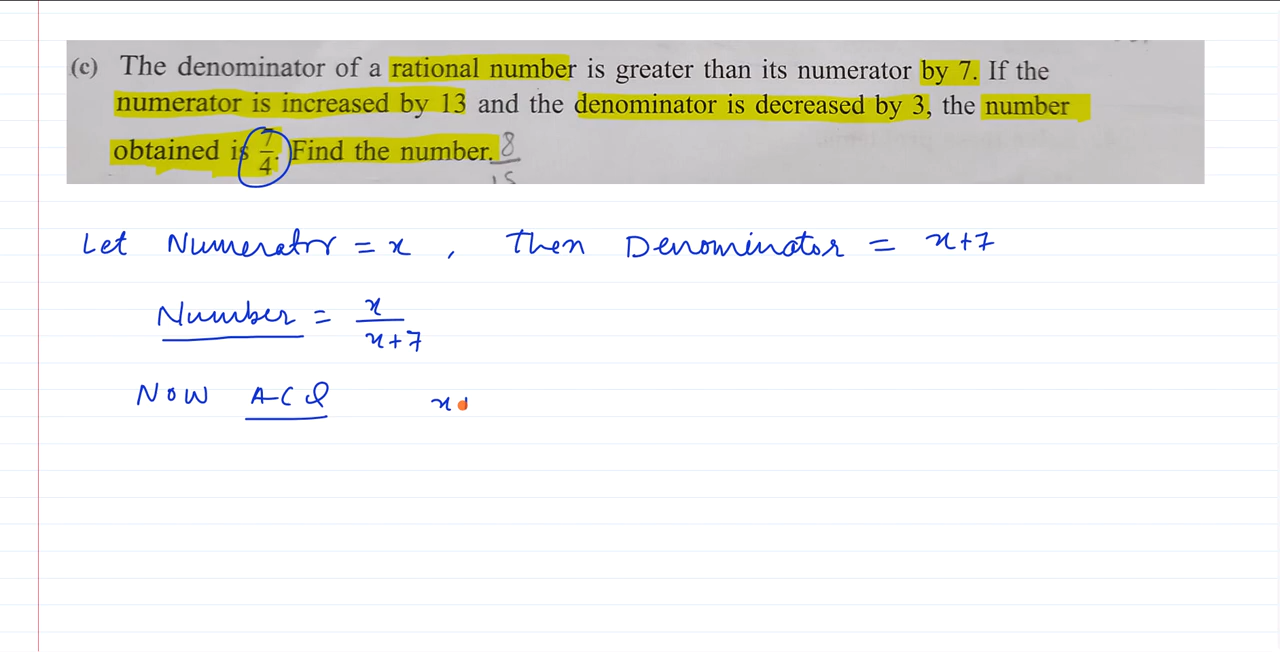 (c) The denominator of a rational number is greater than its numerator by 7. If the
numerator is increased by 13 and the denominator is decreased by 3, the number
obtained is 7/4. Find the number. 8/15
Let Numerator = x , Then Denominator = x+7
Number = x/x+7
Now ACQ x